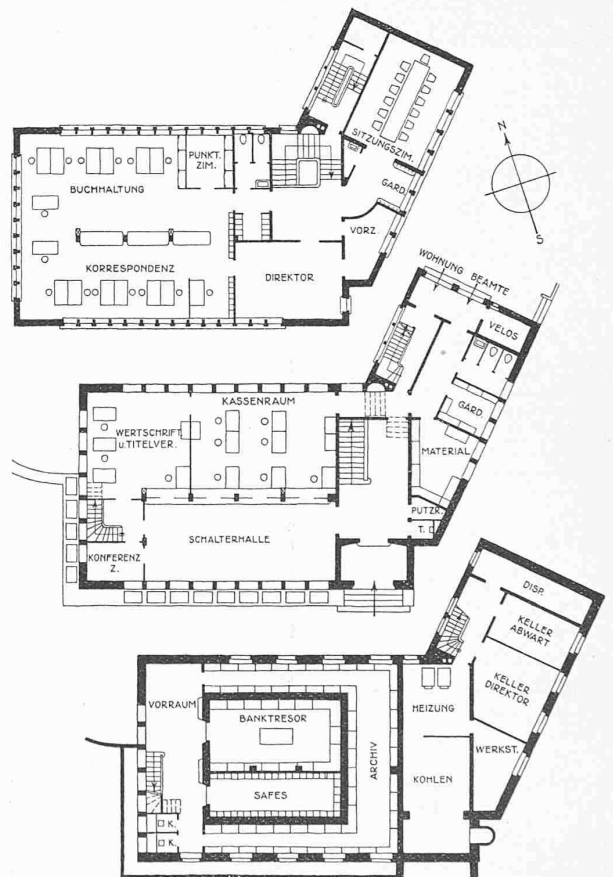 SITZUNGSZIM.
PUNKT.
ZIM.
BUCHHALTUNG
GARD.
VORZ.
KORRESPONDENZ
DIREKTOR
N
S
WOHNUNG BEAMTE
VELOS
KASSENRAUM
GARD.
WERTSCHRIFT.
u. TITELVER.
MATERIAL
PUTZR.
SCHALTERHALLE
T.
KONFERENZ
Z.
DISP.
KELLER
ABWART
KELLER
DIREKTOR
VORRAUM
BANKTRESOR
HEIZUNG
ARCHIV
WERKST.
SAFES
KOHLEN
K.
K.